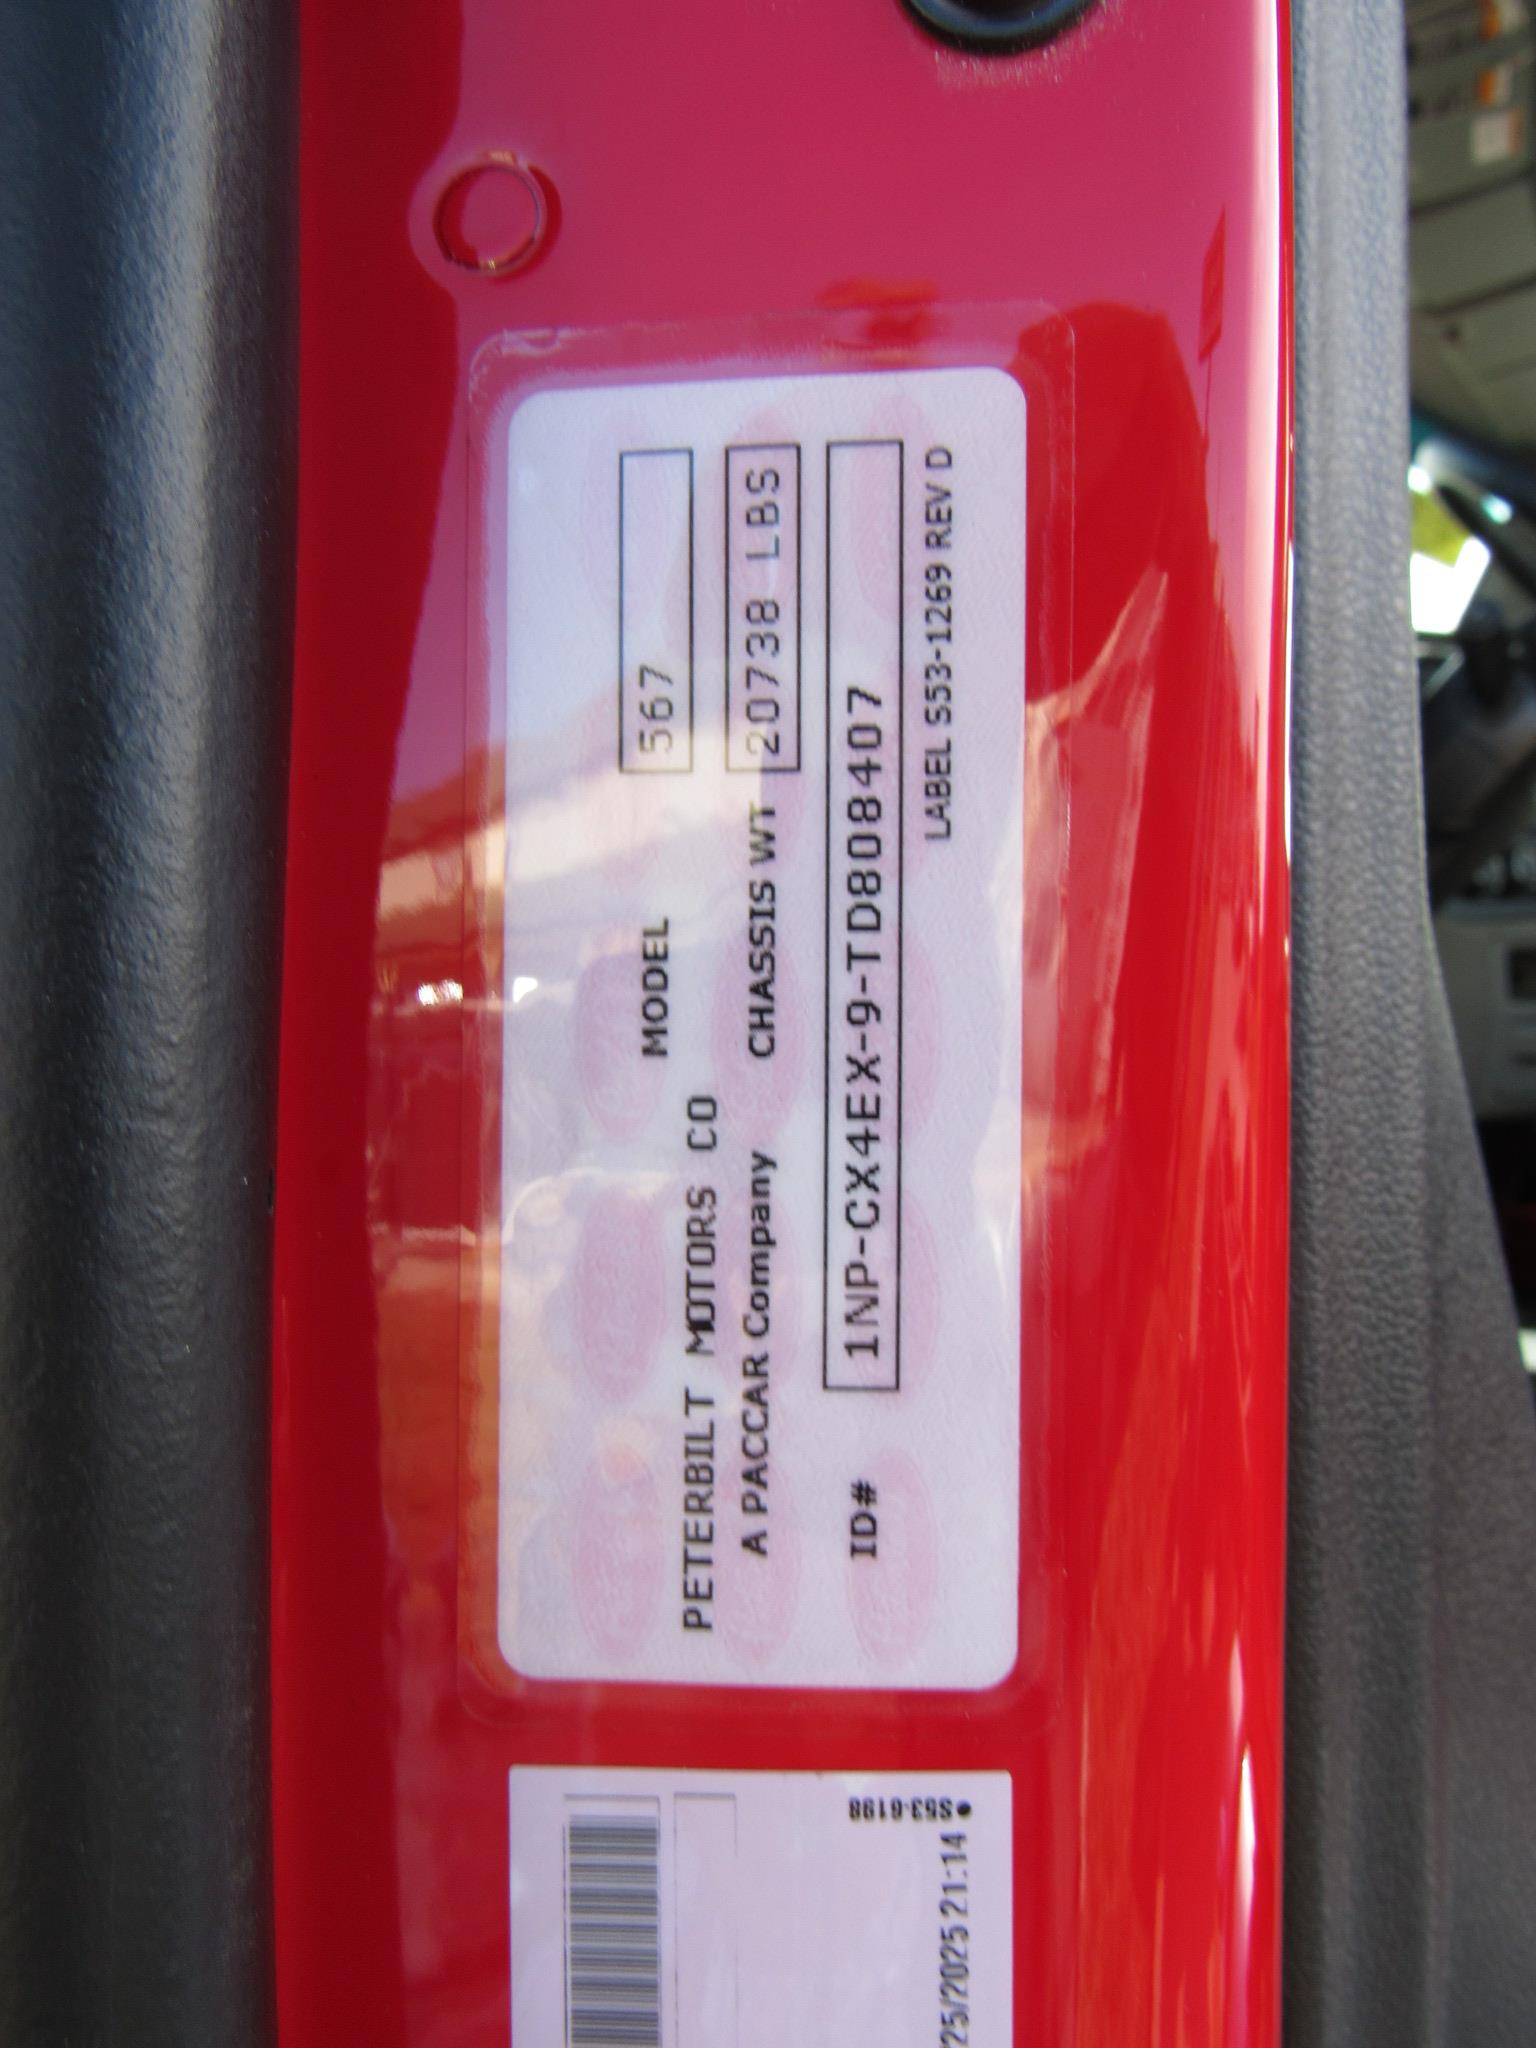 MODEL 567
PETERBILT MOTORS CO
CHASSIS WT 20738 LBS
A PACCAR Company
ID# 1NP-CX4EX-9-TD808407
LABEL S53-1269 REV D
S53-6198
25/2025 21:14